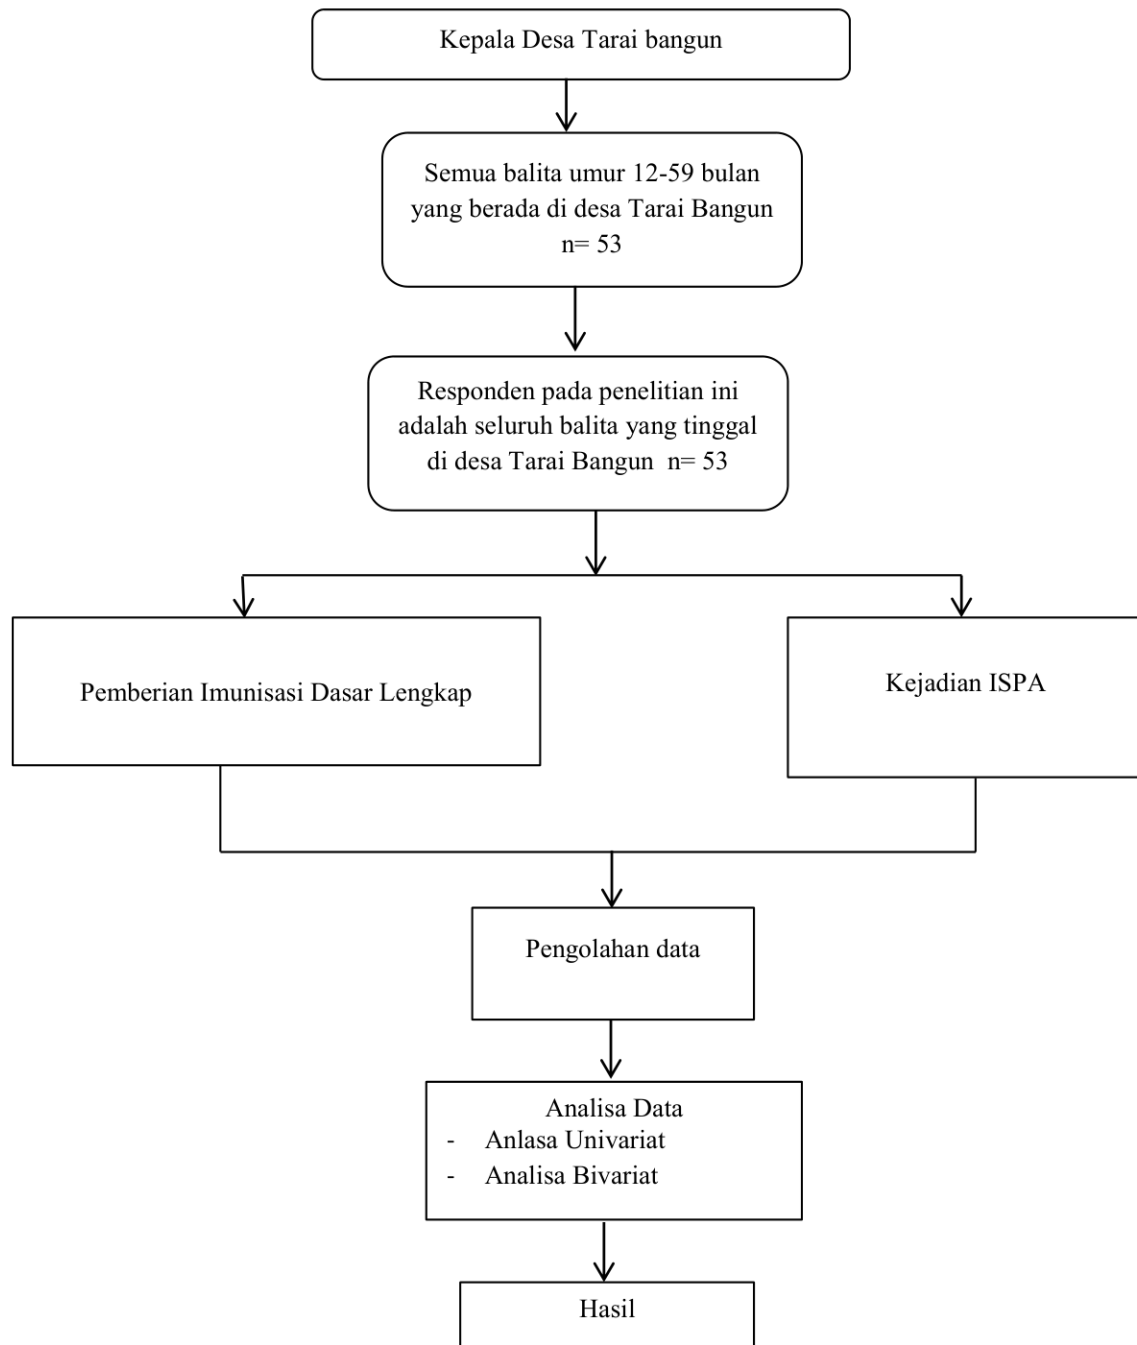 Kepala Desa Tarai bangun
Semua balita umur 12-59 bulan
yang berada di desa Tarai Bangun
n= 53
Responden pada penelitian ini
adalah seluruh balita yang tinggal
di desa Tarai Bangun  n= 53
Pemberian Imunisasi Dasar Lengkap
Kejadian ISPA
Pengolahan data
Analisa Data
- Anlasa Univariat
- Analisa Bivariat
Hasil